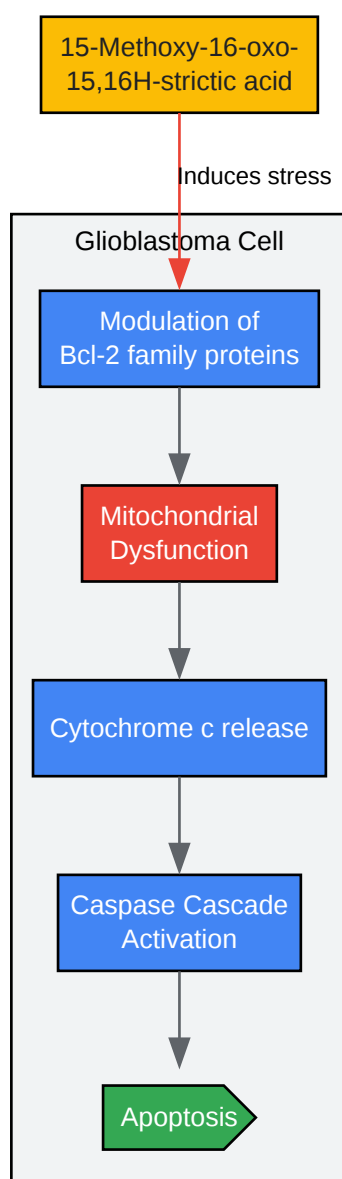 15-Methoxy-16-oxo-
15,16H-strictic acid
Induces stress
Glioblastoma Cell
Modulation of
Bcl-2 family proteins
Mitochondrial
Dysfunction
Cytochrome c release
Caspase Cascade
Activation
Apoptosis